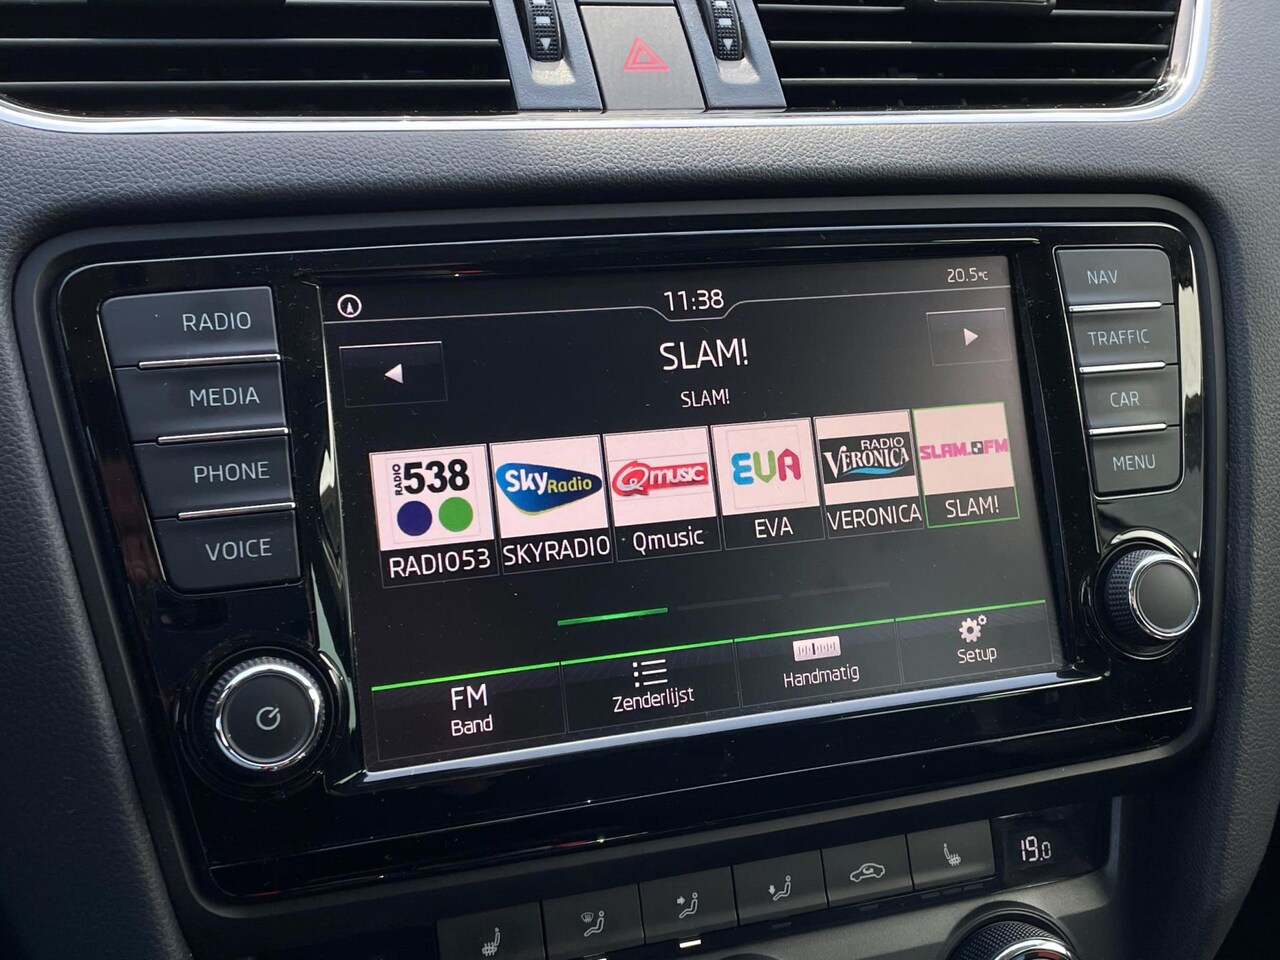 20.5°C
11:38
RADIO
MEDIA
PHONE
VOICE
NAV
TRAFFIC
CAR
MENU
SLAM!
SLAM!
RADIO 538
Sky Radio
Qmusic
EVA
RADIO VERONICA
SLAM.FM
RADIO53
SKYRADIO
Qmusic
EVA
VERONICA
SLAM!
FM
Band
Zenderlijst
Handmatig
Setup
19.0